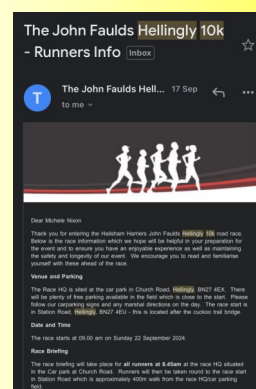 The John Faulds Hellingly 10k
- Runners Info Inbox
T
The John Faulds Hell... 17 Sep
to me
Dear Michele Nixon
Thank you for entering the Hailsham Harriers John Faulds Hellingly 10k road race.
Below is the race information which we hope will be helpful in your preparation for
the event and to ensure you have an enjoyable experience as well as maintaining
the safety and longevity of our event. We encourage you to read and familiarise
yourself with these ahead of the race.
Venue and Parking
The Race HQ is sited at the car park in Church Road, Hellingly, BN27 4EX. There
will be plenty of free parking available in the field which is close to the start. Please
follow our carparking signs and any marshal directions on the day. The race start is
in Station Road, Hellingly, BN27 4EU - this is located after the cuckoo trail bridge.
Date and Time
The race starts at 09.00 am on Sunday 22 September 2024.
Race Briefing
The race briefing will take place for all runners at 8.45am at the race HQ situated
in the Car park at Church Road. Runners will then be taken round to the race start
in Station Road which is approximately 400m walk from the race HQ/car parking
field.